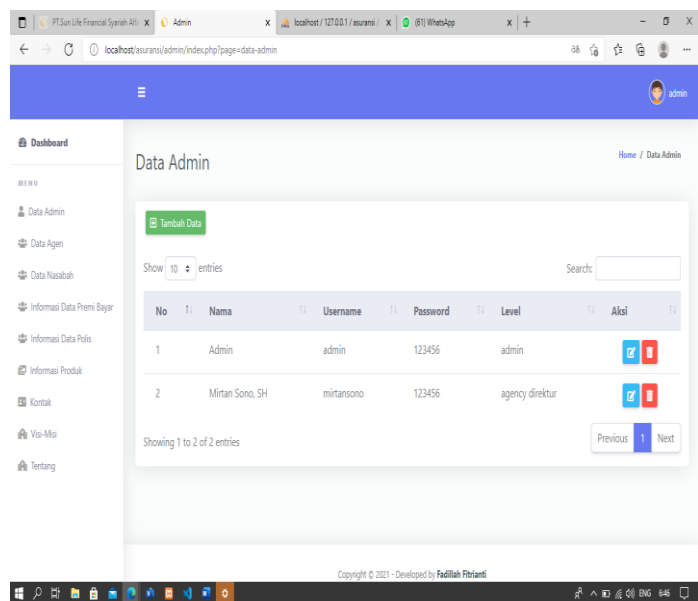 PT.Sun Life Financial Syariah Ali
Admin
localhost / 127.0.0.1 / asuransi /
(61) WhatsApp
localhost/asuransi/admin/index.php?page=data-admin
admin
Dashboard
MENU
Data Admin
Data Agen
Data Nasabah
Informasi Data Premi Bayar
Informasi Data Polis
Informasi Produk
Kontak
Visi-Misi
Tentang
Data Admin
Home / Data Admin
Tambah Data
Show 10 entries
Search:
No Nama Username Password Level Aksi
1 Admin admin 123456 admin
2 Mirtan Sono, SH mirtansono 123456 agency direktur
Showing 1 to 2 of 2 entries
Previous 1 Next
Copyright © 2021 - Developed by Fadillah Fitrianti
ENG 6:46